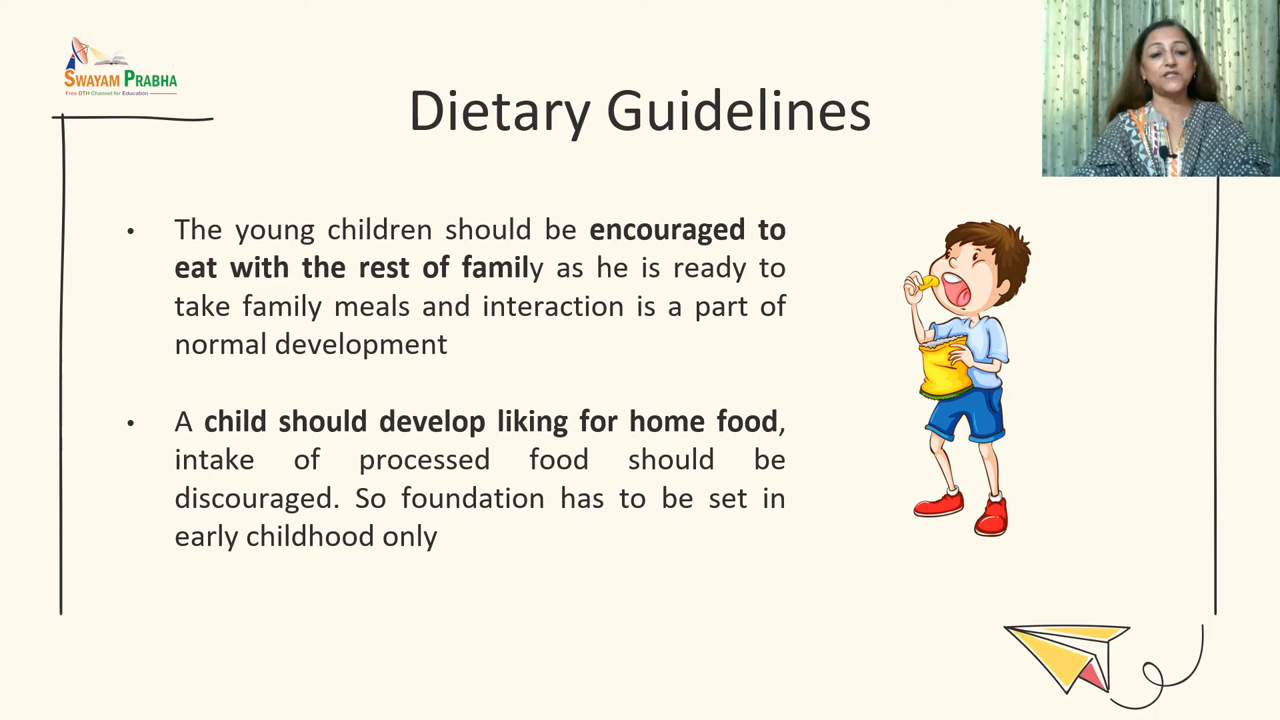 SWAYAM PRABHA
Free DTH Channel for Education
Dietary Guidelines
• The young children should be encouraged to
eat with the rest of family as he is ready to
take family meals and interaction is a part of
normal development
• A child should develop liking for home food,
intake of processed food should be
discouraged. So foundation has to be set in
early childhood only